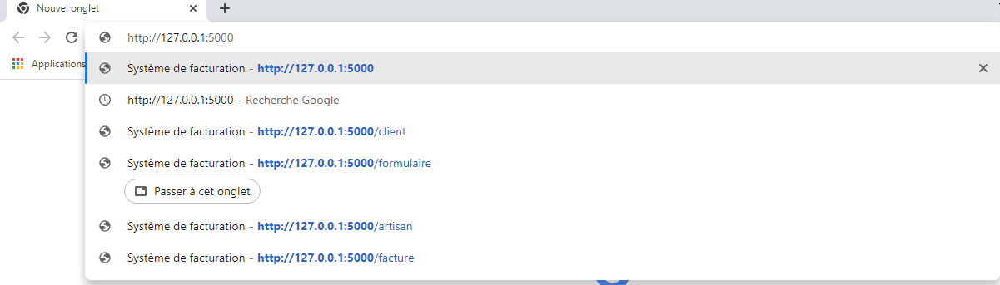 Nouvel onglet
http://127.0.0.1:5000
Applications
Système de facturation - http://127.0.0.1:5000
http://127.0.0.1:5000 - Recherche Google
Système de facturation - http://127.0.0.1:5000/client
Système de facturation - http://127.0.0.1:5000/formulaire
Passer à cet onglet
Système de facturation - http://127.0.0.1:5000/artisan
Système de facturation - http://127.0.0.1:5000/facture